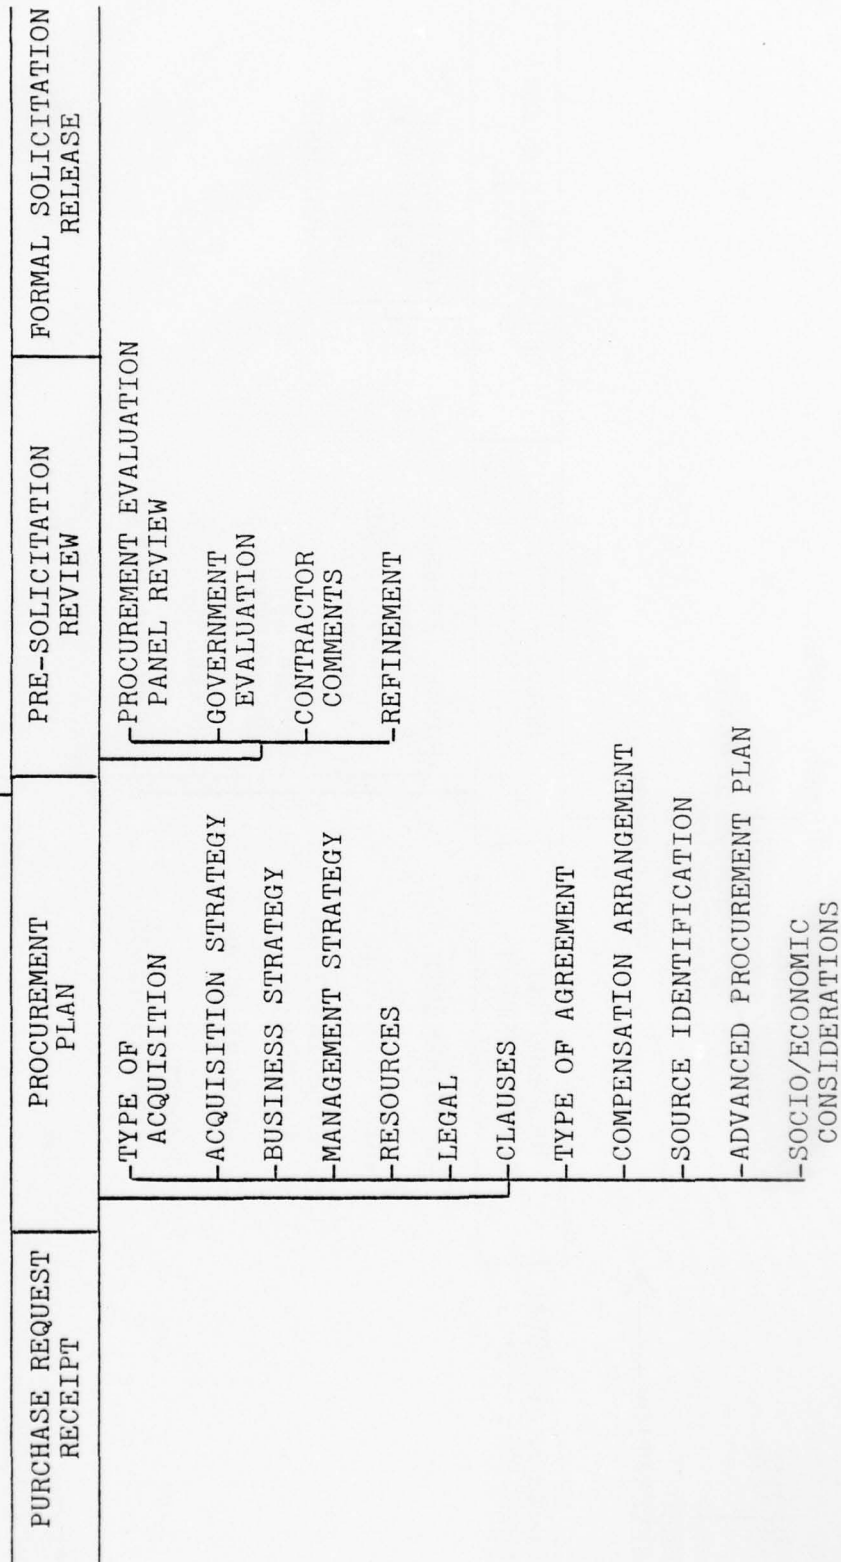 PURCHASE REQUEST
RECEIPT
PROCUREMENT
PLAN
PRE-SOLICITATION
REVIEW
FORMAL SOLICITATION
RELEASE
TYPE OF
ACQUISITION
ACQUISITION STRATEGY
BUSINESS STRATEGY
MANAGEMENT STRATEGY
RESOURCES
LEGAL
CLAUSES
TYPE OF AGREEMENT
COMPENSATION ARRANGEMENT
SOURCE IDENTIFICATION
ADVANCED PROCUREMENT PLAN
SOCIO/ECONOMIC
CONSIDERATIONS
PROCUREMENT EVALUATION
PANEL REVIEW
GOVERNMENT
EVALUATION
CONTRACTOR
COMMENTS
REFINEMENT